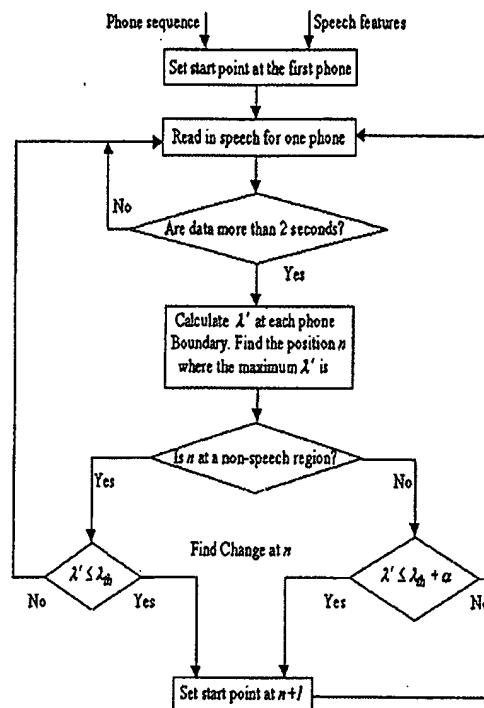 Phone sequence
Speech features
Set start point at the first phone
Read in speech for one phone
No
Are data more than 2 seconds?
Yes
Calculate λ' at each phone
Boundary. Find the position n
where the maximum λ' is
Is n at a non-speech region?
Yes
No
Find Change at n
λ' ≤ λth
λ' ≤ λth + α
No
Yes
Yes
No
Set start point at n+1